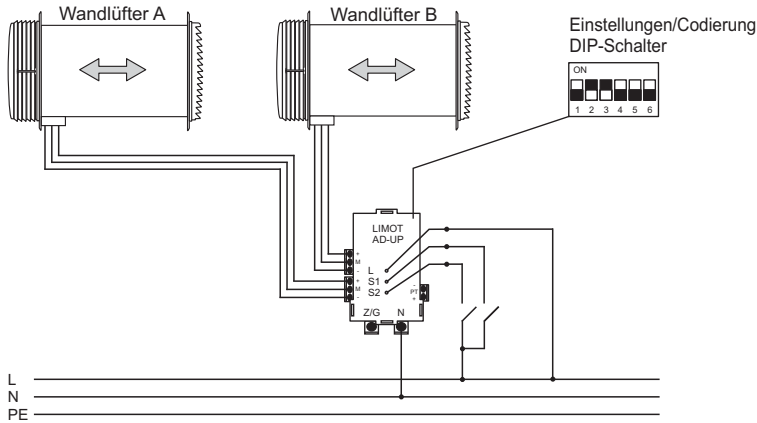 Wandlüfter A
Wandlüfter B
Einstellungen/Codierung
DIP-Schalter
ON
1 2 3 4 5 6
LIMOT
AD-UP
+
M
-
L
+
S1
M
S2
-
-
PT
+
Z/G N
L
N
PE